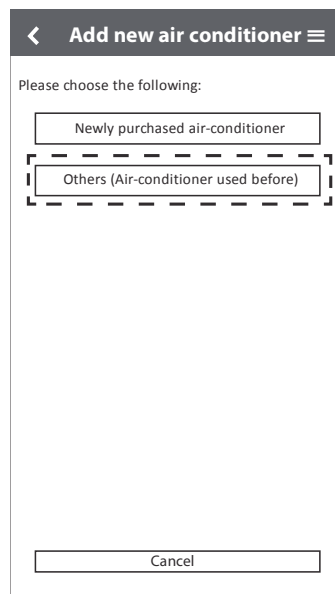 Add new air conditioner
Please choose the following:
Newly purchased air-conditioner
Others (Air-conditioner used before)
Cancel